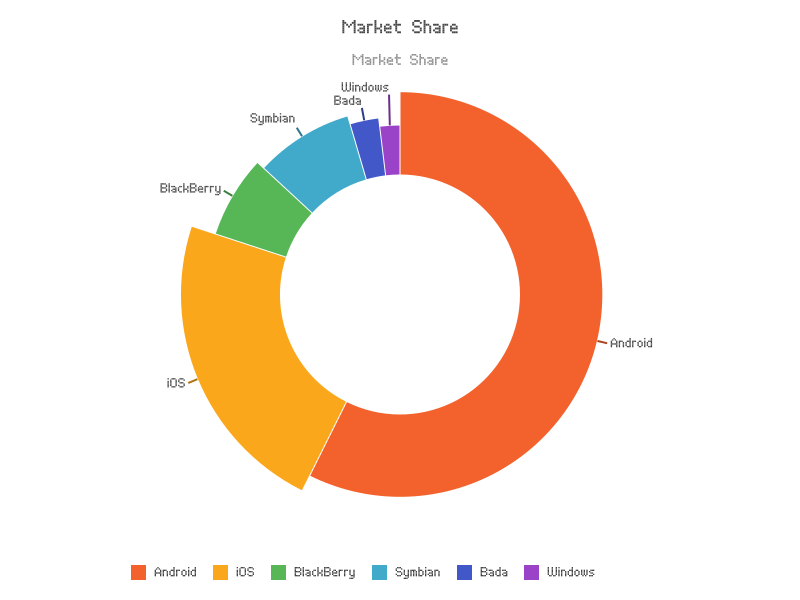 Market Share
Market Share
Windows
Bada
Symbian
BlackBerry
Android
iOS
Android iOS BlackBerry Symbian Bada Windows